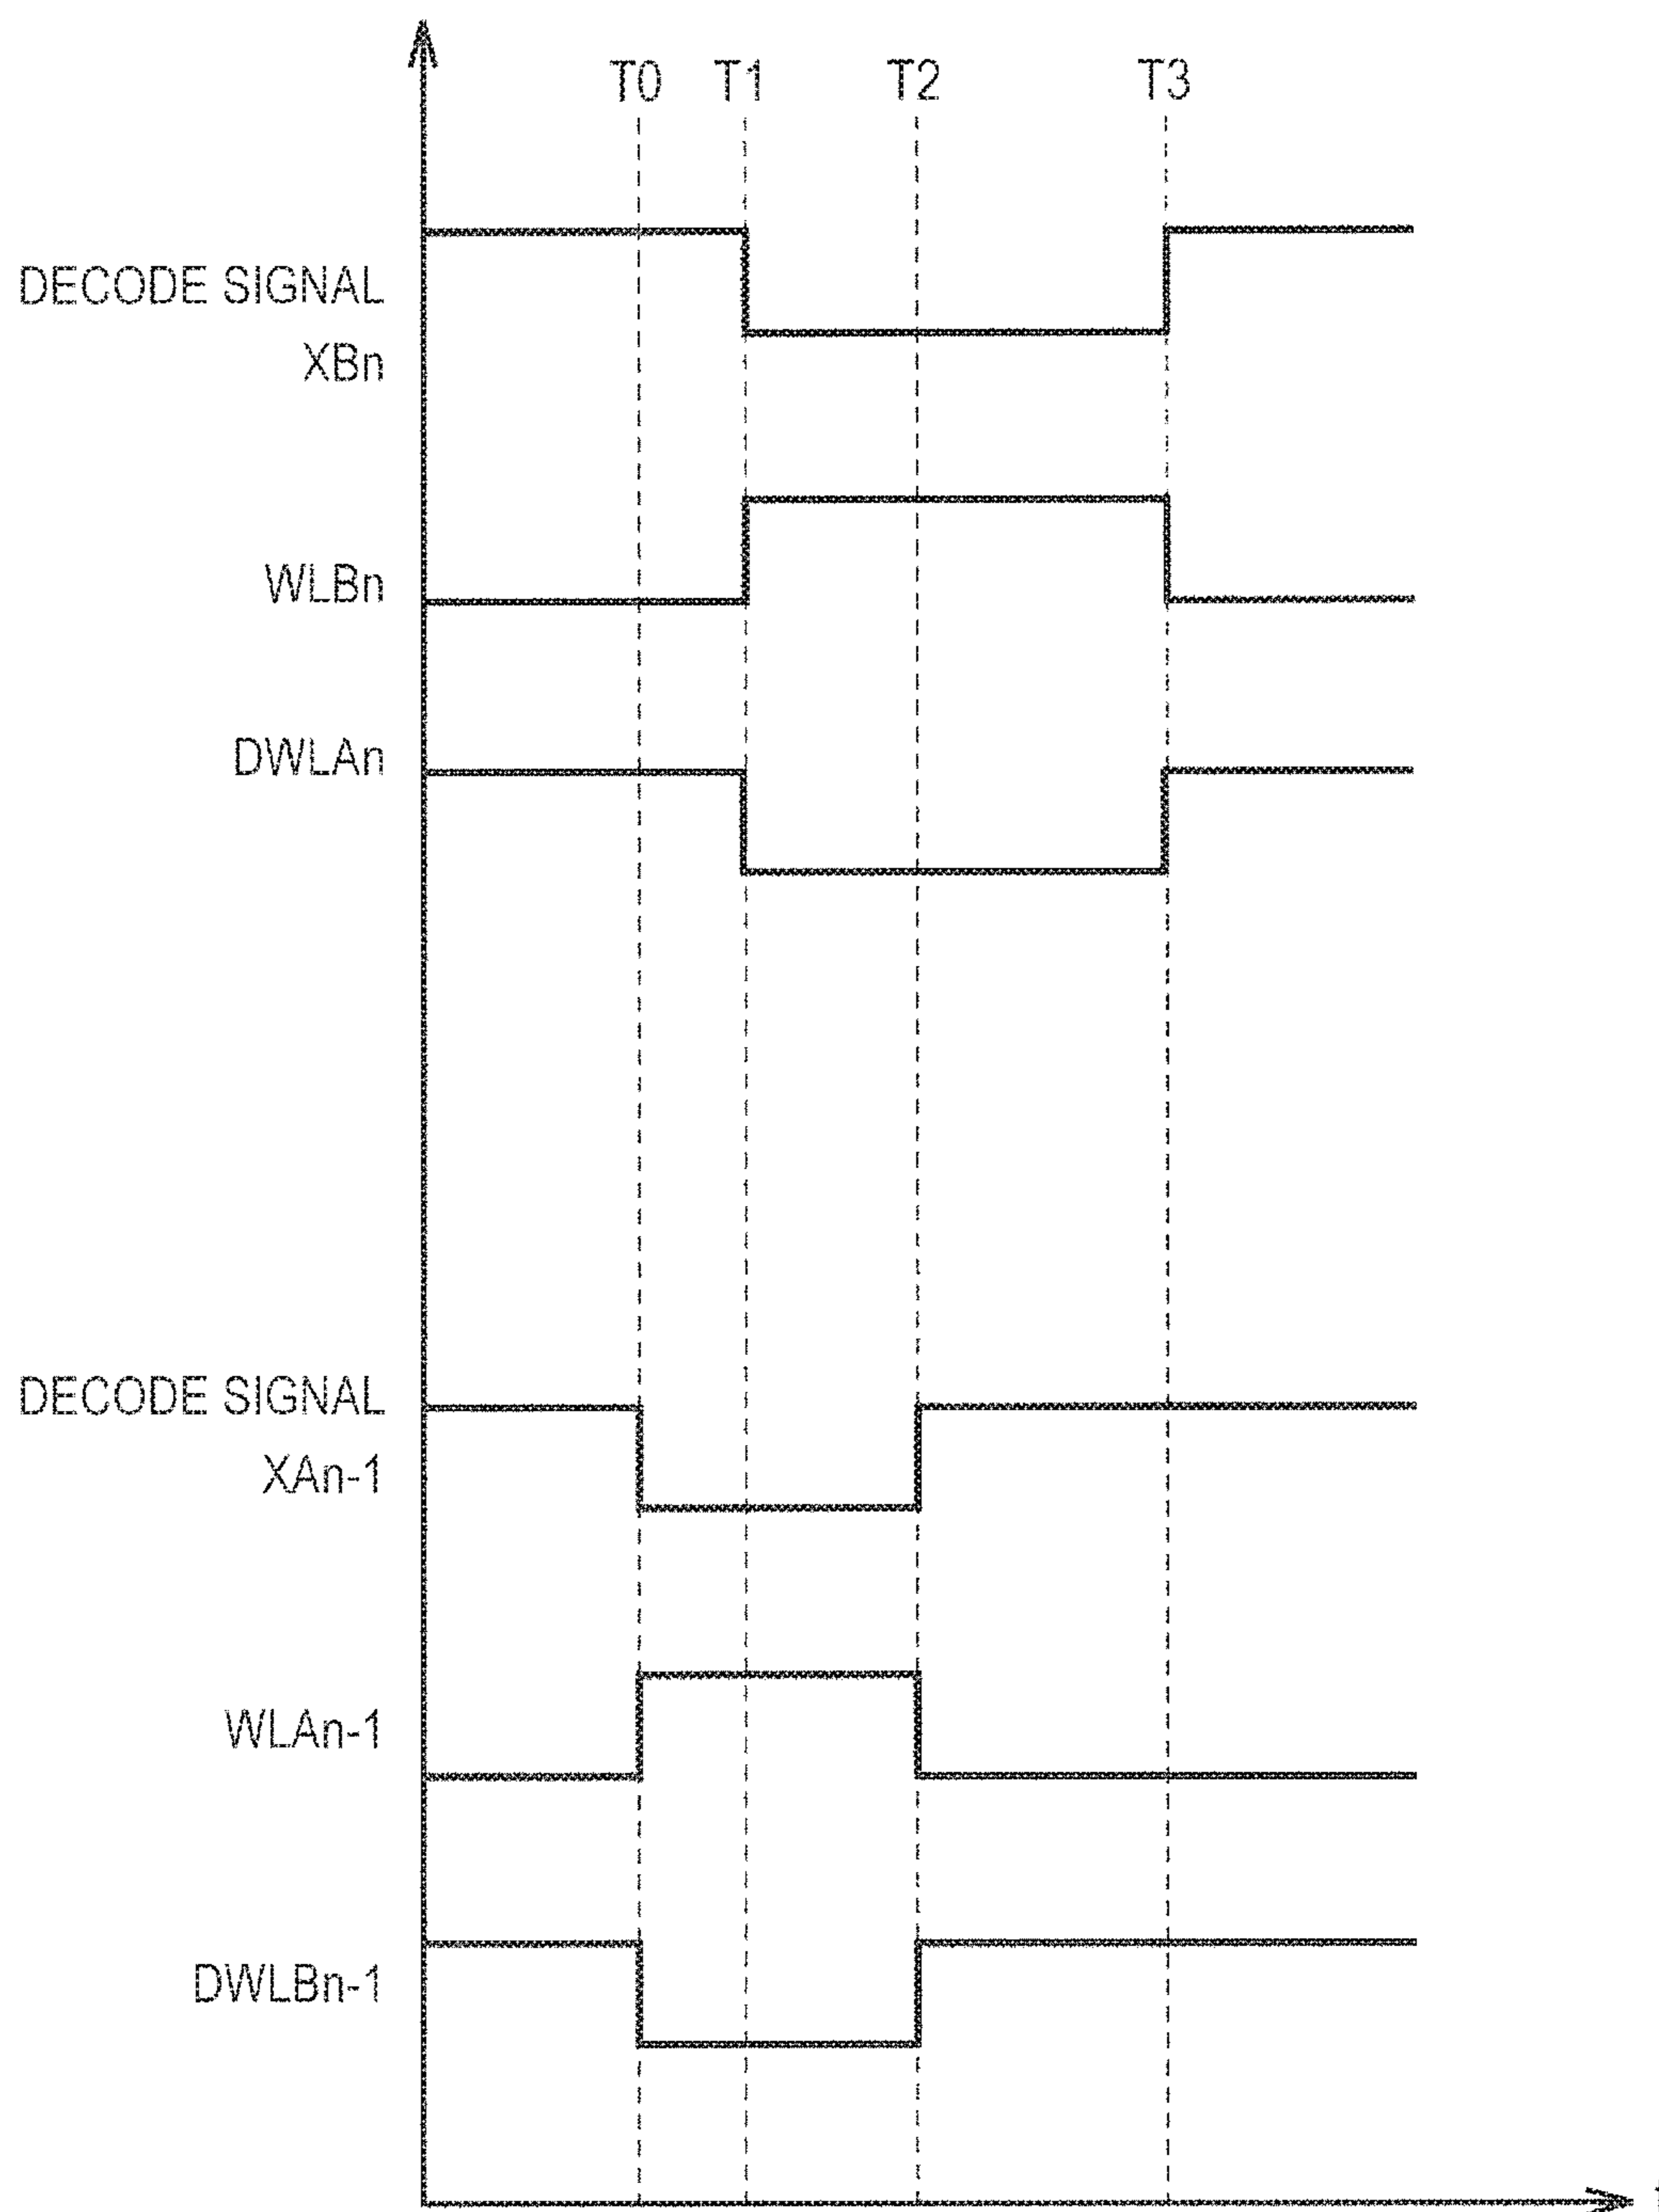 T0 T1 T2 T3
DECODE SIGNAL
XBn
WLBn
DWLAn
DECODE SIGNAL
XAn-1
WLAn-1
DWLBn-1